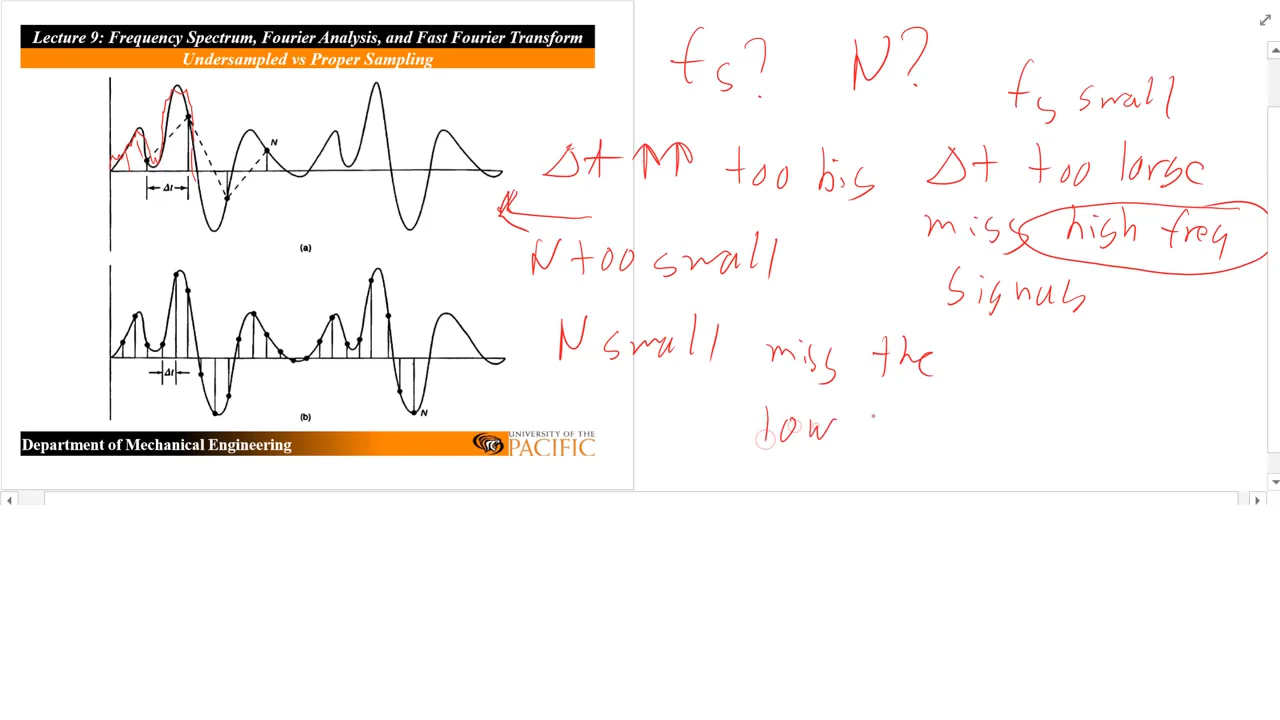 Lecture 9: Frequency Spectrum, Fourier Analysis, and Fast Fourier Transform
Undersampled vs Proper Sampling
N
Δt
(a)
Δt
N
(b)
Department of Mechanical Engineering
UNIVERSITY OF THE
PACIFIC
fs? N?
fs small
Δt ↑↑↑ too big
Δt too large
miss high freq
signals
N too small
N small miss the
low